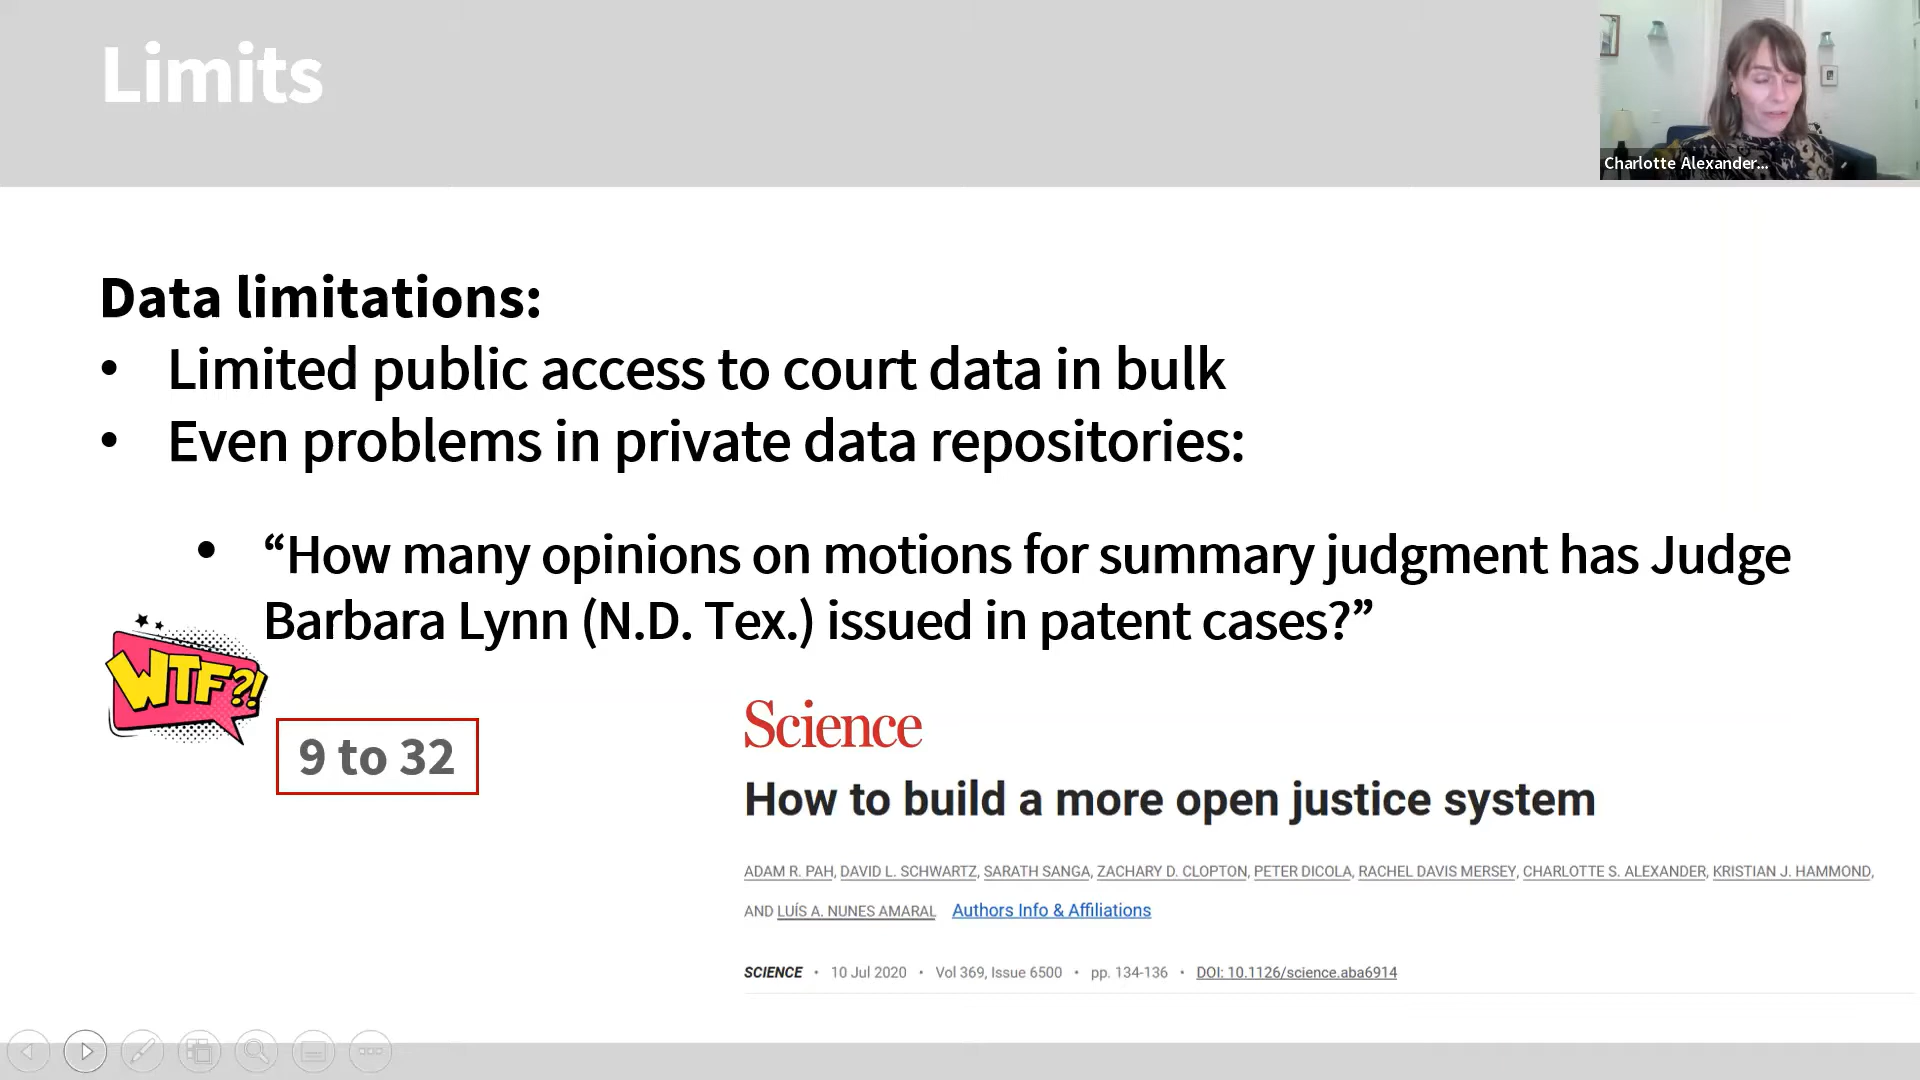 Limits
Charlotte Alexander...
Data limitations:
• Limited public access to court data in bulk
• Even problems in private data repositories:
• “How many opinions on motions for summary judgment has Judge
Barbara Lynn (N.D. Tex.) issued in patent cases?”
WTF?!
9 to 32
Science
How to build a more open justice system
ADAM R. PAH, DAVID L. SCHWARTZ, SARATH SANGA, ZACHARY D. CLOPTON, PETER DICOLA, RACHEL DAVIS MERSEY, CHARLOTTE S. ALEXANDER, KRISTIAN J. HAMMOND,
AND LUÍS A. NUNES AMARAL Authors Info & Affiliations
SCIENCE • 10 Jul 2020 • Vol 369, Issue 6500 • pp. 134-136 • DOI: 10.1126/science.aba6914